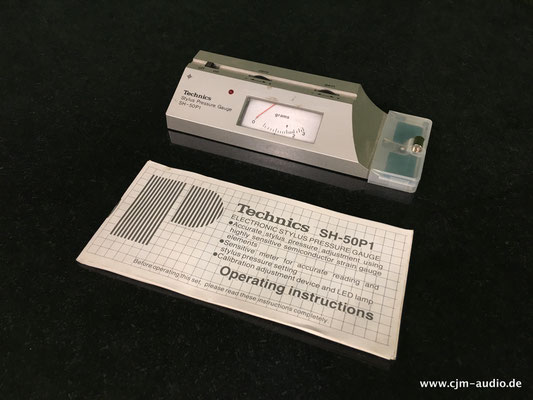 Technics
Stylus Pressure Gauge
SH-50P1
grams
0
Technics SH-50P1
ELECTRONIC STYLUS PRESSURE GAUGE
●Accurate stylus pressure adjustment using
highly sensitive semiconductor strain gauge
elements
●Sensitive meter for accurate reading and
stylus pressure setting
●Calibration adjustment device and LED lamp
Operating instructions
Before operating this set, please read these instructions completely.
www.cjm-audio.de